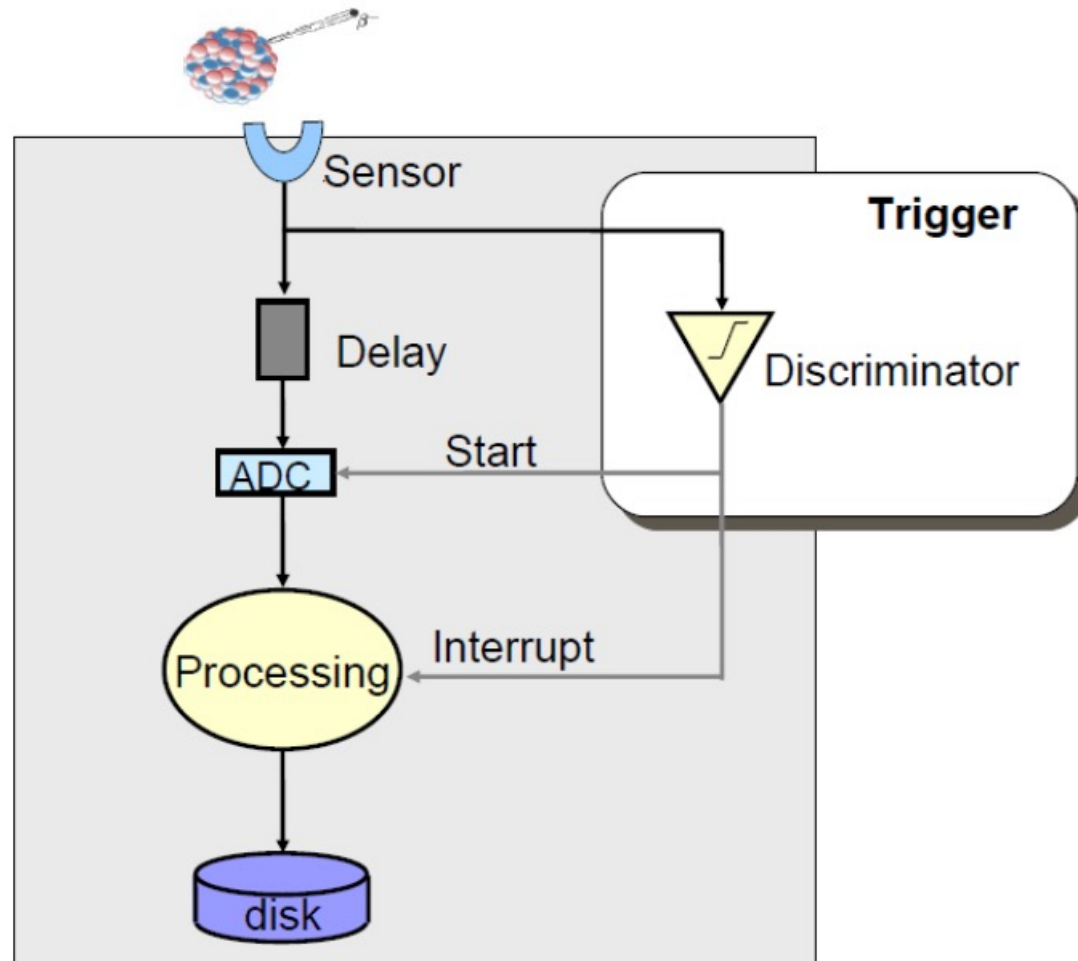 β⁻
Sensor
Trigger
Delay
Discriminator
Start
ADC
Interrupt
Processing
disk